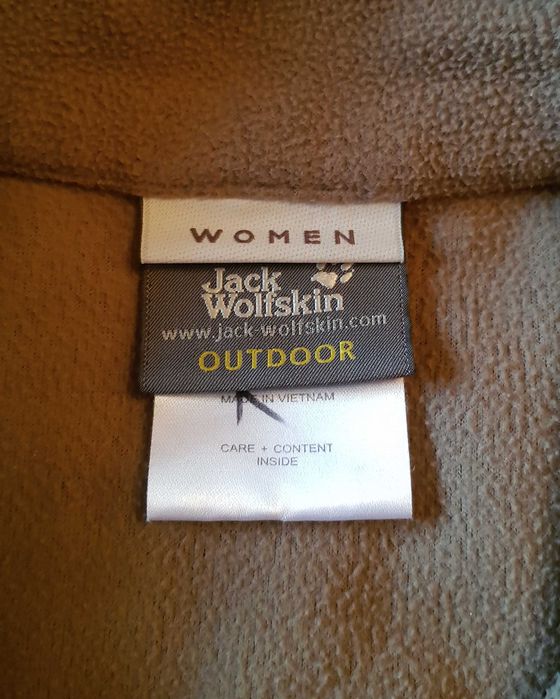 WOMEN
Jack
Wolfskin
www.jack-wolfskin.com
OUTDOOR
MADE IN VIETNAM
CARE + CONTENT
INSIDE